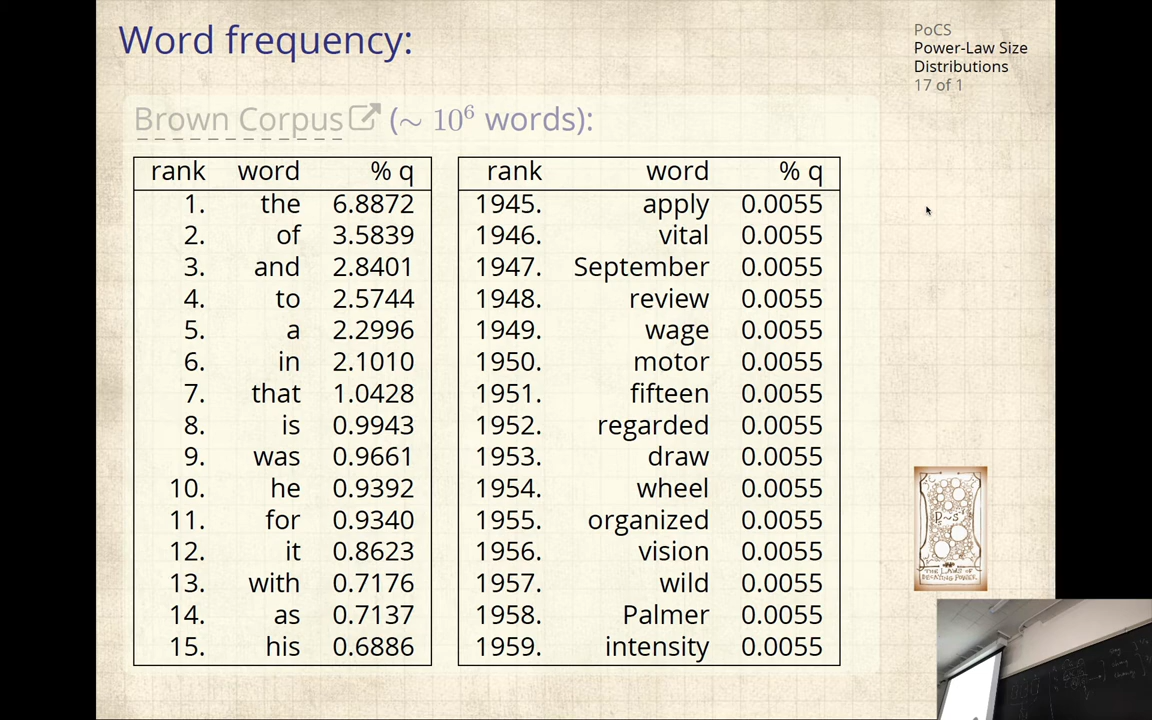 Word frequency:
PoCS
Power-Law Size
Distributions
17 of 1
Brown Corpus (~ 10⁶ words):
rank word % q
1. the 6.8872
2. of 3.5839
3. and 2.8401
4. to 2.5744
5. a 2.2996
6. in 2.1010
7. that 1.0428
8. is 0.9943
9. was 0.9661
10. he 0.9392
11. for 0.9340
12. it 0.8623
13. with 0.7176
14. as 0.7137
15. his 0.6886
rank word % q
1945. apply 0.0055
1946. vital 0.0055
1947. September 0.0055
1948. review 0.0055
1949. wage 0.0055
1950. motor 0.0055
1951. fifteen 0.0055
1952. regarded 0.0055
1953. draw 0.0055
1954. wheel 0.0055
1955. organized 0.0055
1956. vision 0.0055
1957. wild 0.0055
1958. Palmer 0.0055
1959. intensity 0.0055
THE LAWS OF
DECAYING POWER